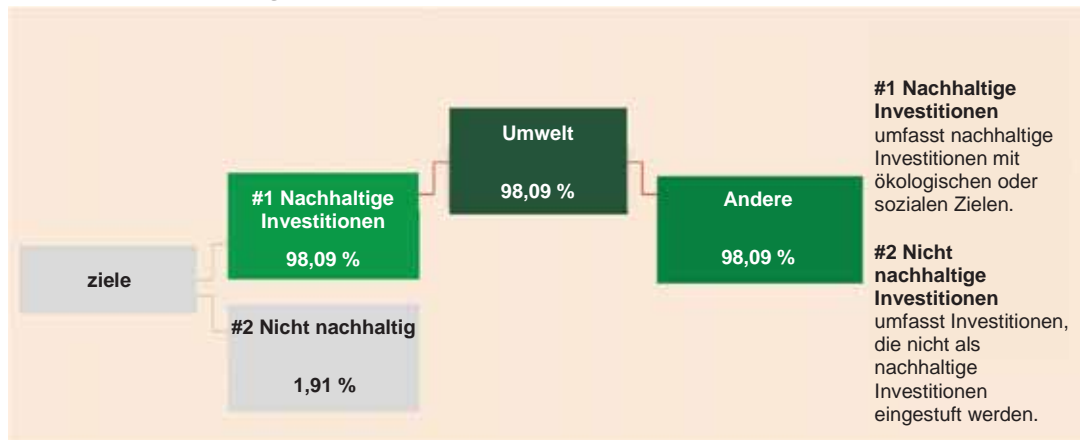 ziele
#1 Nachhaltige
Investitionen
98,09 %
#2 Nicht nachhaltig
1,91 %
Umwelt
98,09 %
Andere
98,09 %
#1 Nachhaltige
Investitionen
umfasst nachhaltige
Investitionen mit
ökologischen oder
sozialen Zielen.
#2 Nicht
nachhaltige
Investitionen
umfasst Investitionen,
die nicht als
nachhaltige
Investitionen
eingestuft werden.